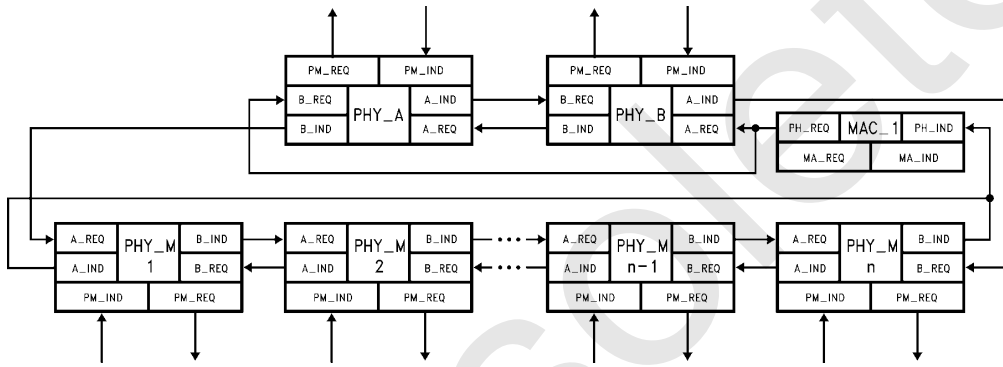 PM_REQ PM_IND PM_REQ PM_IND
B_REQ A_IND B_REQ A_IND
PHY_A PHY_B PH_REQ MAC_1 PH_IND
B_IND A_REQ B_IND A_REQ
MA_REQ MA_IND
A_REQ B_IND A_REQ B_IND ... A_REQ B_IND A_REQ B_IND
PHY_M PHY_M PHY_M PHY_M
1 2 n-1 n
A_IND B_REQ A_IND B_REQ ... A_IND B_REQ A_IND B_REQ
PM_IND PM_REQ PM_IND PM_REQ PM_IND PM_REQ PM_IND PM_REQ